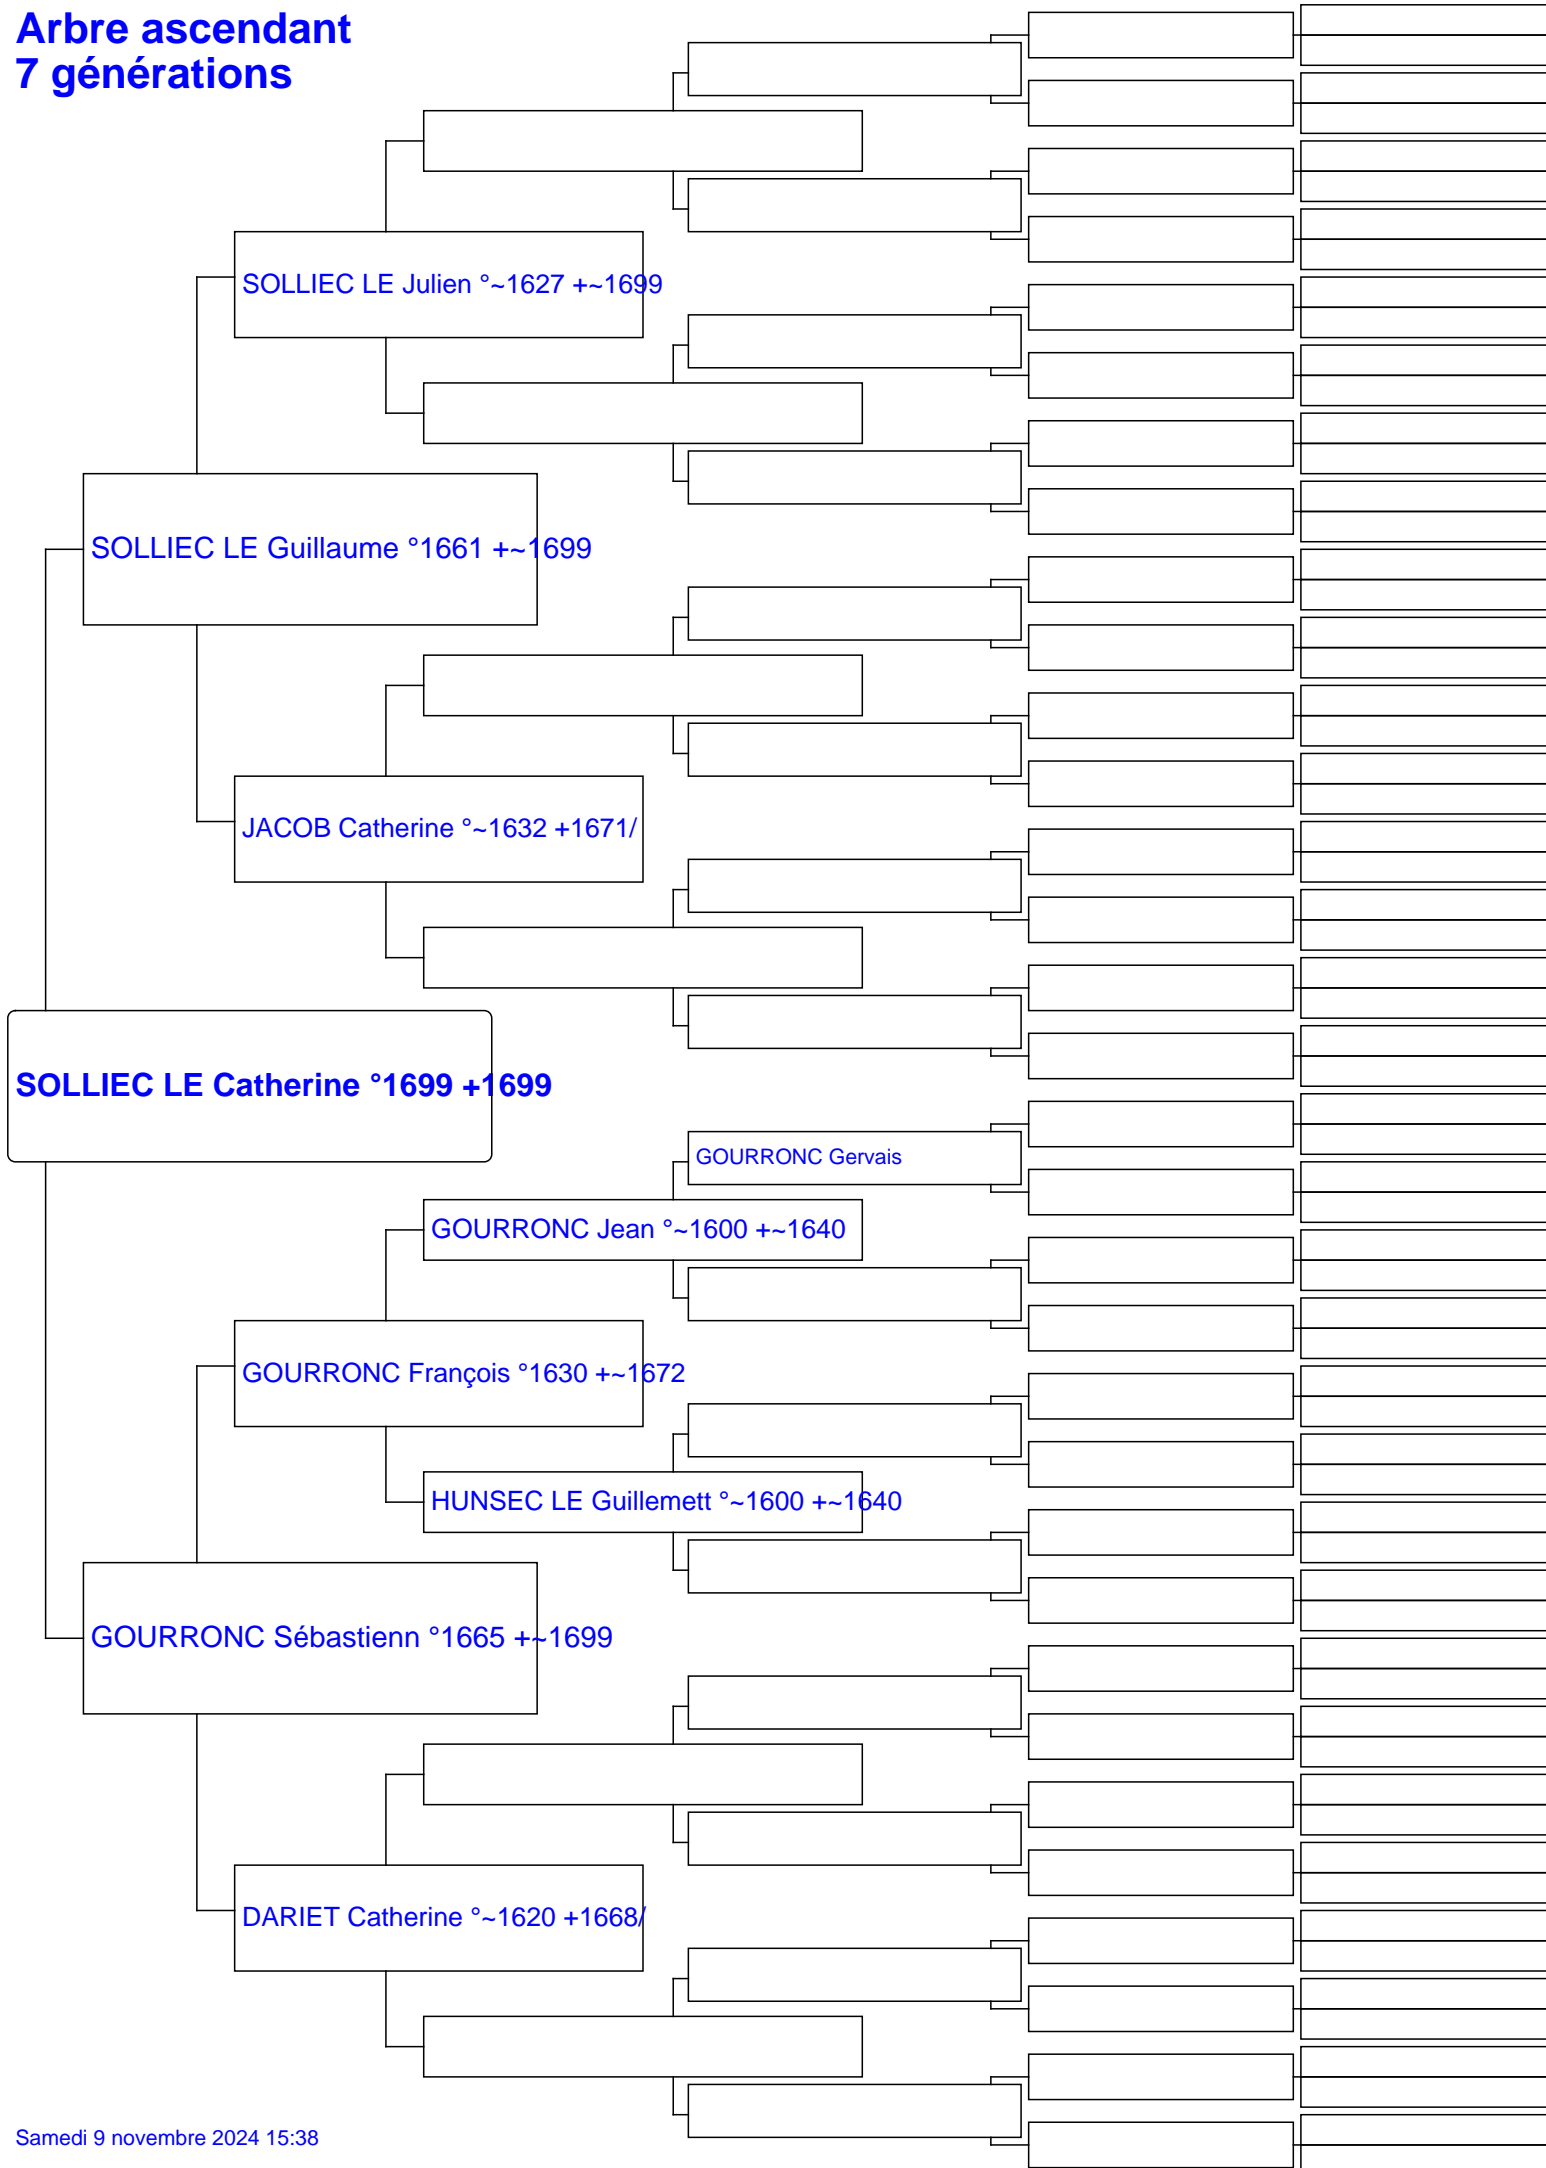 Arbre ascendant
7 générations
SOLLIEC LE Julien °~1627 +~1699
SOLLIEC LE Guillaume °1661 +~1699
JACOB Catherine °~1632 +1671/
SOLLIEC LE Catherine °1699 +1699
GOURRONC Gervais
GOURRONC Jean °~1600 +~1640
GOURRONC François °1630 +~1672
HUNSEC LE Guillemett °~1600 +~1640
GOURRONC Sébastienn °1665 +~1699
DARIET Catherine °~1620 +1668/
Samedi 9 novembre 2024 15:38